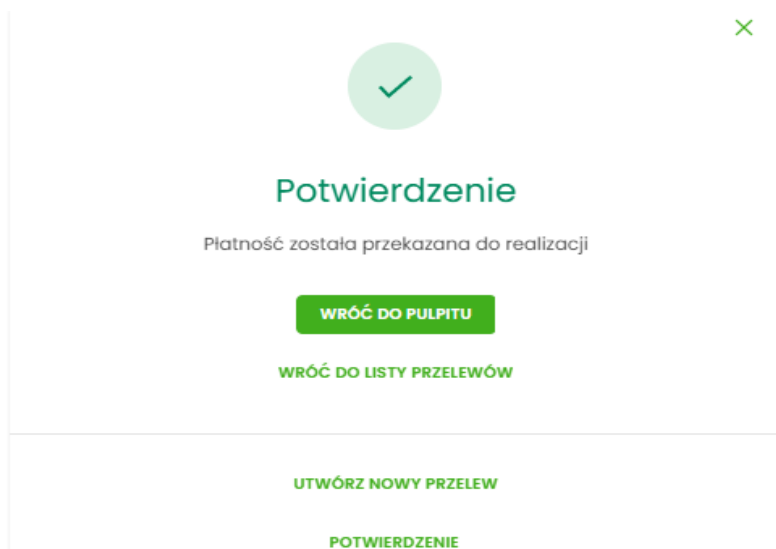 Potwierdzenie
Płatność została przekazana do realizacji
WRÓĆ DO PULPITU
WRÓĆ DO LISTY PRZELEWÓW
UTWÓRZ NOWY PRZELEW
POTWIERDZENIE